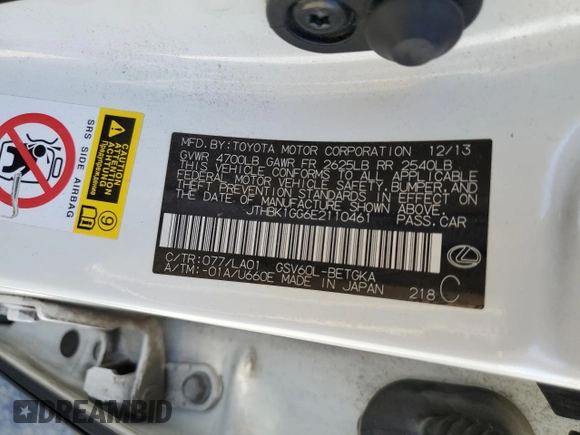 SRS SIDE AIRBAG
CAUTION
Предупреждение
9
MFD. BY: TOYOTA MOTOR CORPORATION 12/13
GVWR 4700LB GAWR FR 2625LB RR 2540LB
THIS VEHICLE CONFORMS TO ALL APPLICABLE
FEDERAL MOTOR VEHICLE SAFETY, BUMPER, AND
THEFT PREVENTION STANDARDS IN EFFECT ON
THE DATE OF MANUFACTURE SHOWN ABOVE.
JTHBK1GG6E2110461 PASS.CAR
C/TR: 077/LA01 GSV60L-BETGKA
A/TM: -01A/U660E MADE IN JAPAN
218 C
DREAMBID